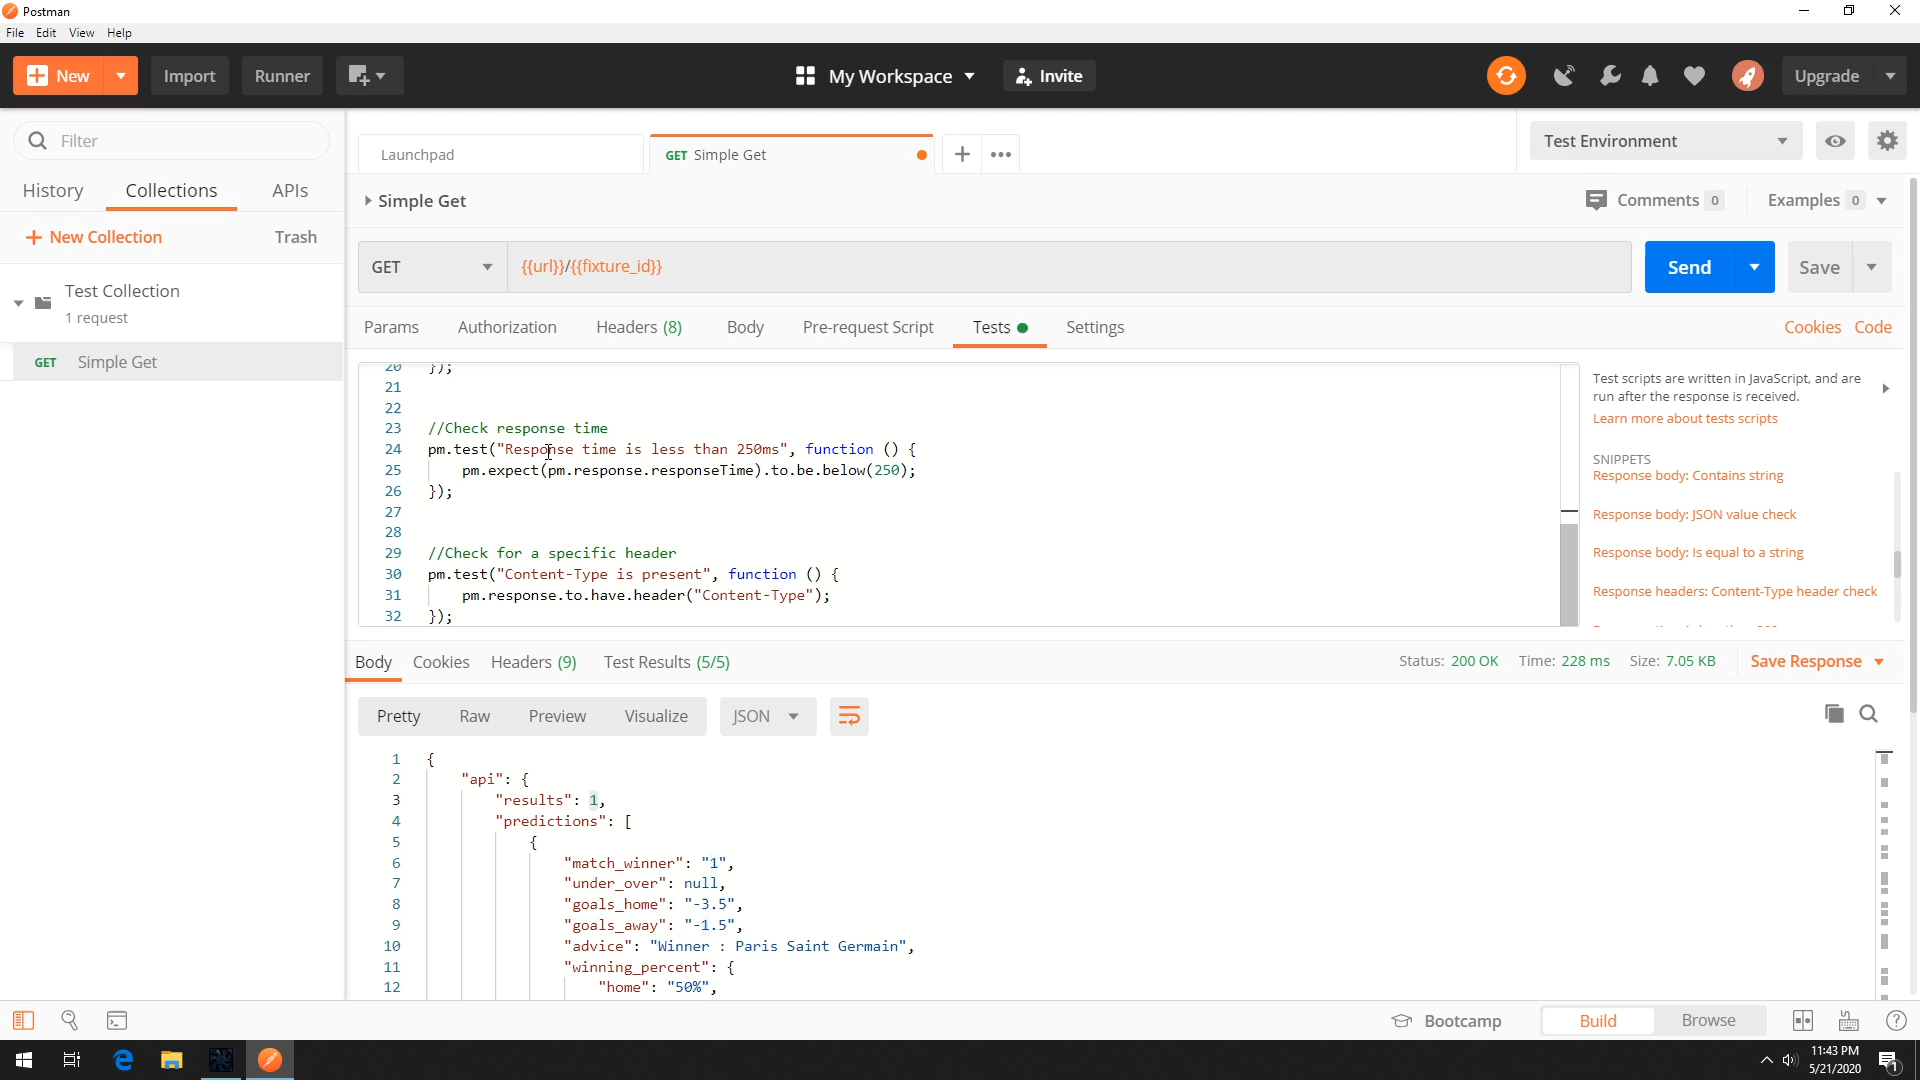 Postman
File Edit View Help
New Import Runner My Workspace Invite Upgrade
Filter
Launchpad GET Simple Get Test Environment
History Collections APIs
Simple Get Comments 0 Examples 0
+ New Collection Trash
GET {{url}}/{{fixture_id}} Send Save
Test Collection
1 request
Params Authorization Headers (8) Body Pre-request Script Tests Settings Cookies Code
GET Simple Get
20 });
21
22
23 //Check response time
24 pm.test("Response time is less than 250ms", function () {
25 pm.expect(pm.response.responseTime).to.be.below(250);
26 });
27
28
29 //Check for a specific header
30 pm.test("Content-Type is present", function () {
31 pm.response.to.have.header("Content-Type");
32 });
Test scripts are written in JavaScript, and are
run after the response is received.
Learn more about tests scripts
SNIPPETS
Response body: Contains string
Response body: JSON value check
Response body: Is equal to a string
Response headers: Content-Type header check
Body Cookies Headers (9) Test Results (5/5) Status: 200 OK Time: 228 ms Size: 7.05 KB Save Response
Pretty Raw Preview Visualize JSON
1 {
2 "api": {
3 "results": 1,
4 "predictions": [
5 {
6 "match_winner": "1",
7 "under_over": null,
8 "goals_home": "-3.5",
9 "goals_away": "-1.5",
10 "advice": "Winner : Paris Saint Germain",
11 "winning_percent": {
12 "home": "50%",
Bootcamp Build Browse
11:43 PM
5/21/2020
1